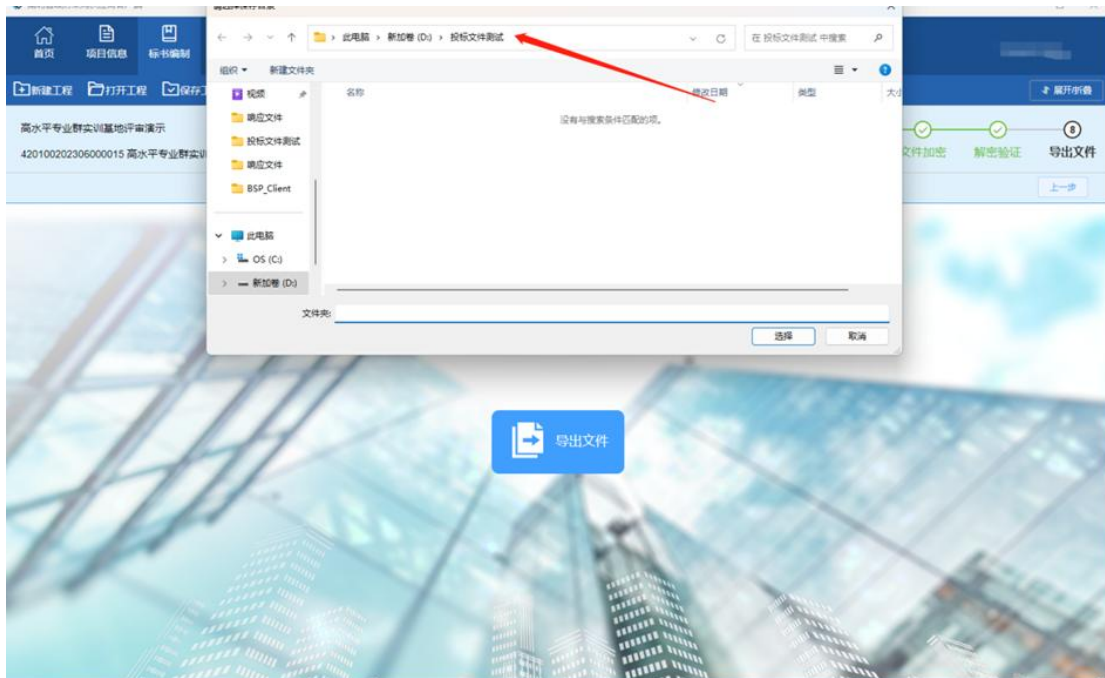 首页
项目信息
标书编制
新建工程
打开工程
展开/折叠
高水平专业群实训基地评审演示
420100202306000015 高水平专业群实训
文件加密
解密验证
8
导出文件
上一步
此电脑 › 新加卷 (D:) › 投标文件测试
在 投标文件测试 中搜索
组织
新建文件夹
视频
响应文件
投标文件测试
响应文件
BSP_Client
此电脑
OS (C:)
新加卷 (D:)
名称
修改日期
类型
大小
没有与搜索条件匹配的项。
文件夹:
选择
取消
导出文件